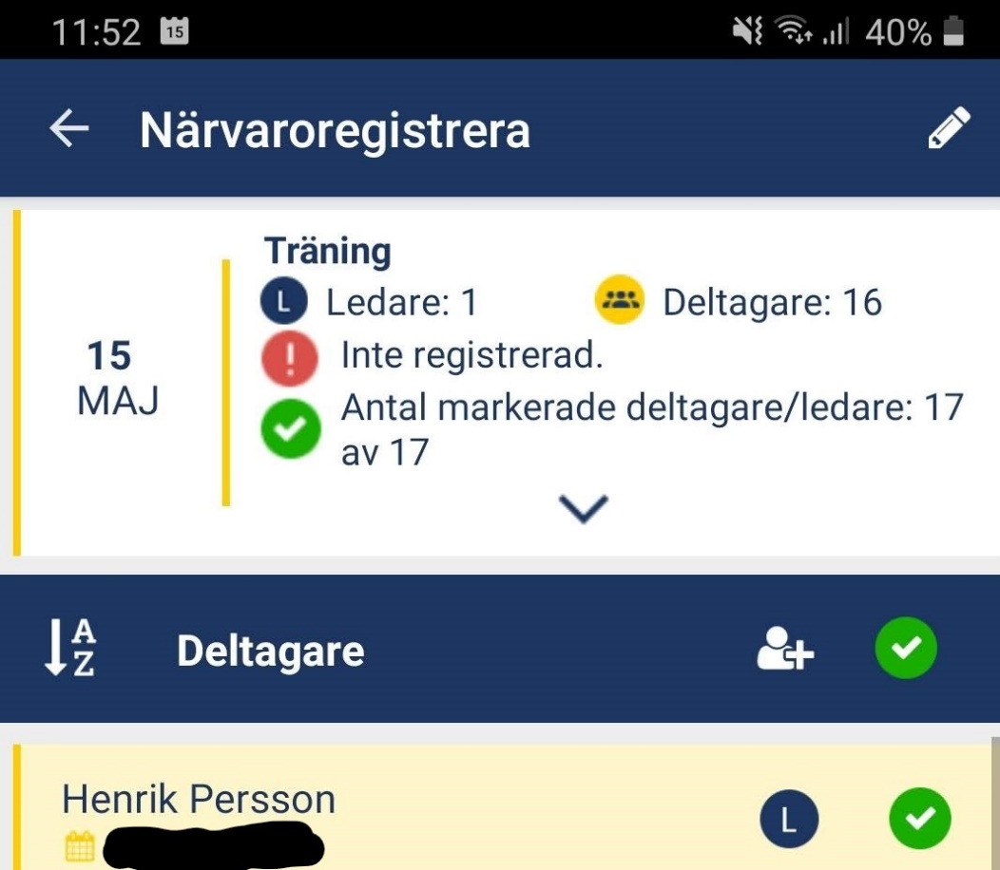 11:52 15 40%
Närvaroregistrera
Träning
L Ledare: 1 Deltagare: 16
! Inte registrerad.
15
MAJ
Antal markerade deltagare/ledare: 17
av 17
A
Z
Deltagare
Henrik Persson L